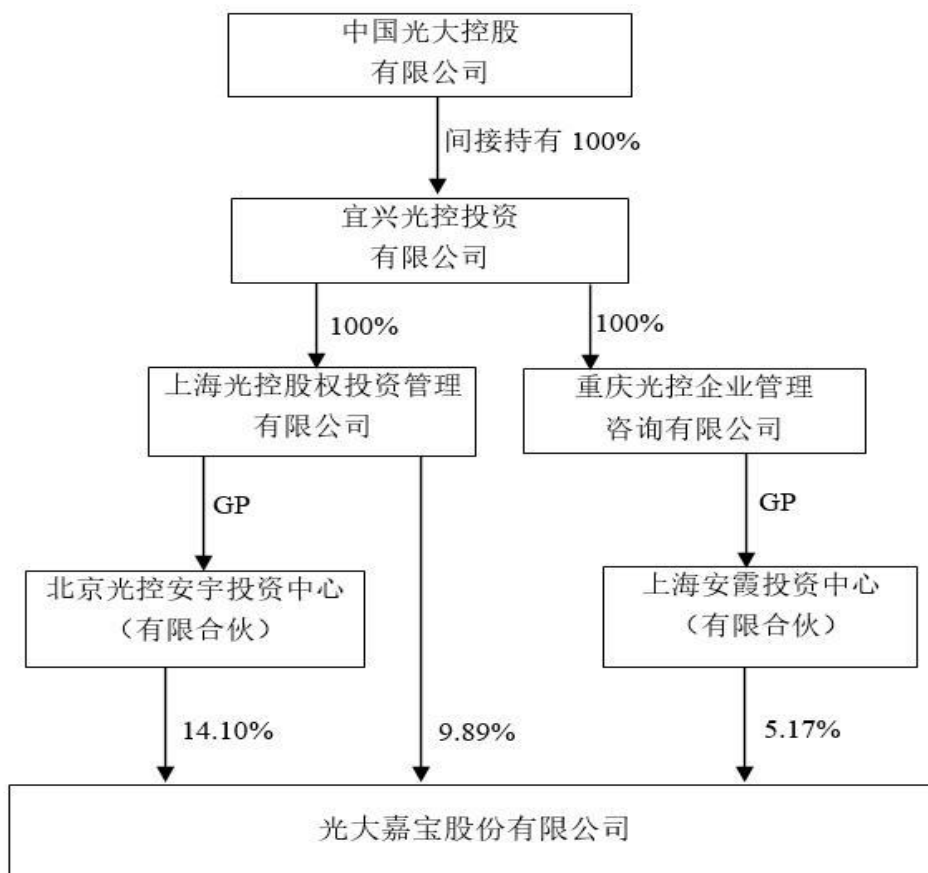 中国光大控股
有限公司
间接持有 100%
宜兴光控投资
有限公司
100%
100%
上海光控股权投资管理
有限公司
重庆光控企业管理
咨询有限公司
GP
GP
北京光控安宇投资中心
（有限合伙）
上海安霞投资中心
（有限合伙）
14.10%
9.89%
5.17%
光大嘉宝股份有限公司